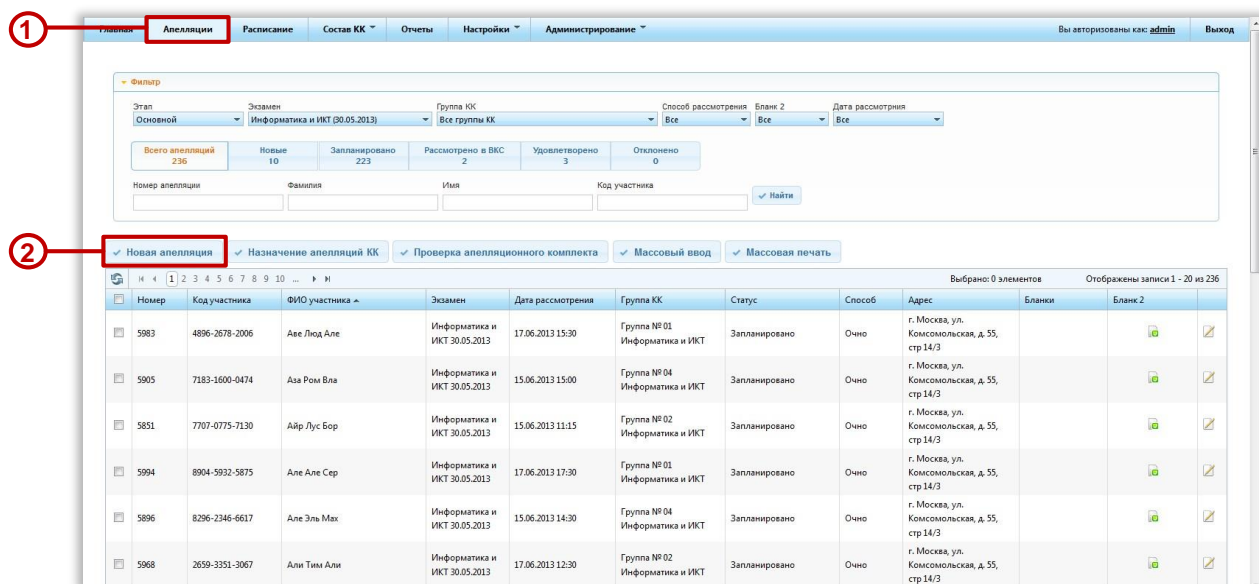 1
Главная Апелляции Расписание Состав КК Отчеты Настройки Администрирование Вы авторизованы как: admin Выход
Фильтр
Этап Экзамен Группа КК Способ рассмотрения Бланк 2 Дата рассмотрния
Основной Информатика и ИКТ (30.05.2013) Все группы КК Все Все Все
Всего апелляций Новые Запланировано Рассмотрено в ВКС Удовлетворено Отклонено
236 10 223 2 3 0
Номер апелляции Фамилия Имя Код участника
Найти
2
Новая апелляция Назначение апелляций КК Проверка апелляционного комплекта Массовый ввод Массовая печать
1 2 3 4 5 6 7 8 9 10 ... Выбрано: 0 элементов Отображены записи 1 - 20 из 236
Номер Код участника ФИО участника Экзамен Дата рассмотрения Группа КК Статус Способ Адрес Бланки Бланк 2
г. Москва, ул.
5983 4896-2678-2006 Аве Люд Але Информатика и ИКТ 30.05.2013 17.06.2013 15:30 Группа № 01 Информатика и ИКТ Запланировано Очно Комсомольская, д. 55,
стр 14/3
г. Москва, ул.
5905 7183-1600-0474 Аза Ром Вла Информатика и ИКТ 30.05.2013 15.06.2013 15:00 Группа № 04 Информатика и ИКТ Запланировано Очно Комсомольская, д. 55,
стр 14/3
г. Москва, ул.
5851 7707-0775-7130 Айр Лус Бор Информатика и ИКТ 30.05.2013 15.06.2013 11:15 Группа № 02 Информатика и ИКТ Запланировано Очно Комсомольская, д. 55,
стр 14/3
г. Москва, ул.
5994 8904-5932-5875 Але Але Сер Информатика и ИКТ 30.05.2013 17.06.2013 17:30 Группа № 01 Информатика и ИКТ Запланировано Очно Комсомольская, д. 55,
стр 14/3
г. Москва, ул.
5896 8296-2346-6617 Але Эль Мах Информатика и ИКТ 30.05.2013 15.06.2013 14:30 Группа № 04 Информатика и ИКТ Запланировано Очно Комсомольская, д. 55,
стр 14/3
г. Москва, ул.
5968 2659-3351-3067 Али Тим Али Информатика и ИКТ 30.05.2013 17.06.2013 12:30 Группа № 02 Информатика и ИКТ Запланировано Очно Комсомольская, д. 55,
стр 14/3